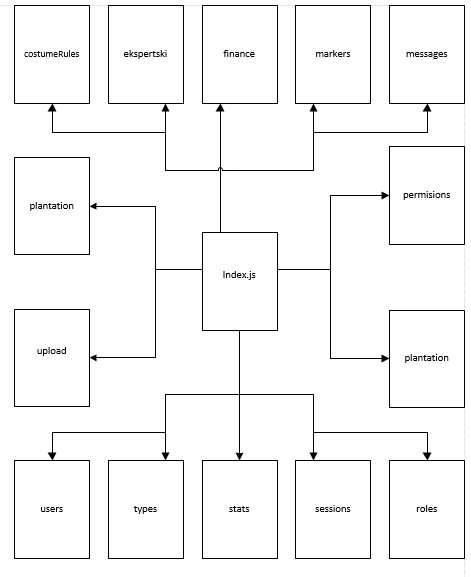 costumeRules
ekspertski
finance
markers
messages
plantation
permisions
Index.js
upload
plantation
users
types
stats
sessions
roles